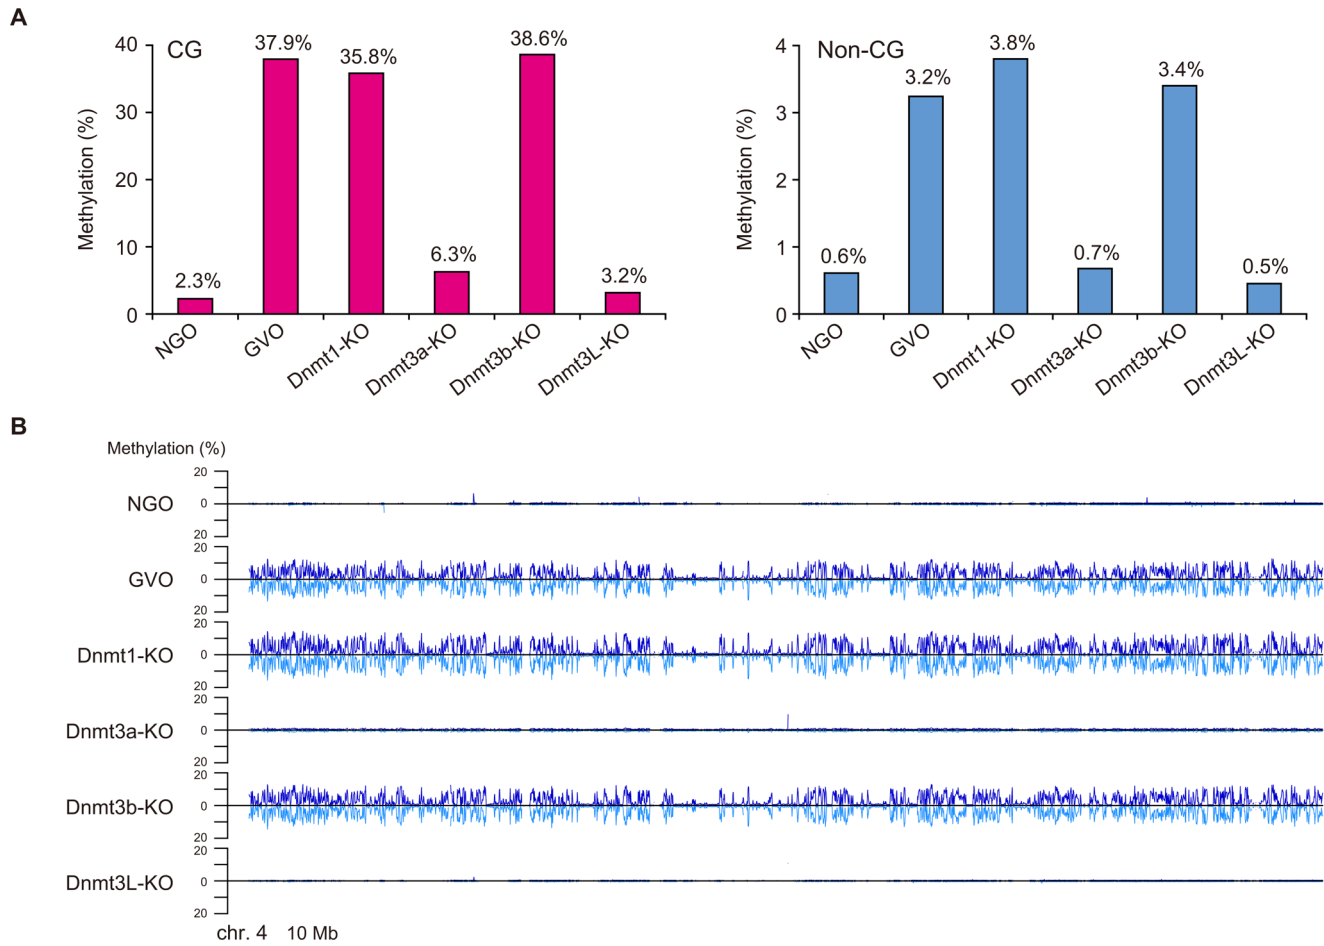 A
CG
Methylation (%)
40
30
20
10
0
2.3%
37.9%
35.8%
6.3%
38.6%
3.2%
NGO
GVO
Dnmt1-KO
Dnmt3a-KO
Dnmt3b-KO
Dnmt3L-KO
Non-CG
Methylation (%)
4
3
2
1
0
0.6%
3.2%
3.8%
0.7%
3.4%
0.5%
NGO
GVO
Dnmt1-KO
Dnmt3a-KO
Dnmt3b-KO
Dnmt3L-KO
B
Methylation (%)
NGO
20
0
20
GVO
20
0
20
Dnmt1-KO
20
0
20
Dnmt3a-KO
20
0
20
Dnmt3b-KO
20
0
20
Dnmt3L-KO
20
0
20
chr. 4 10 Mb